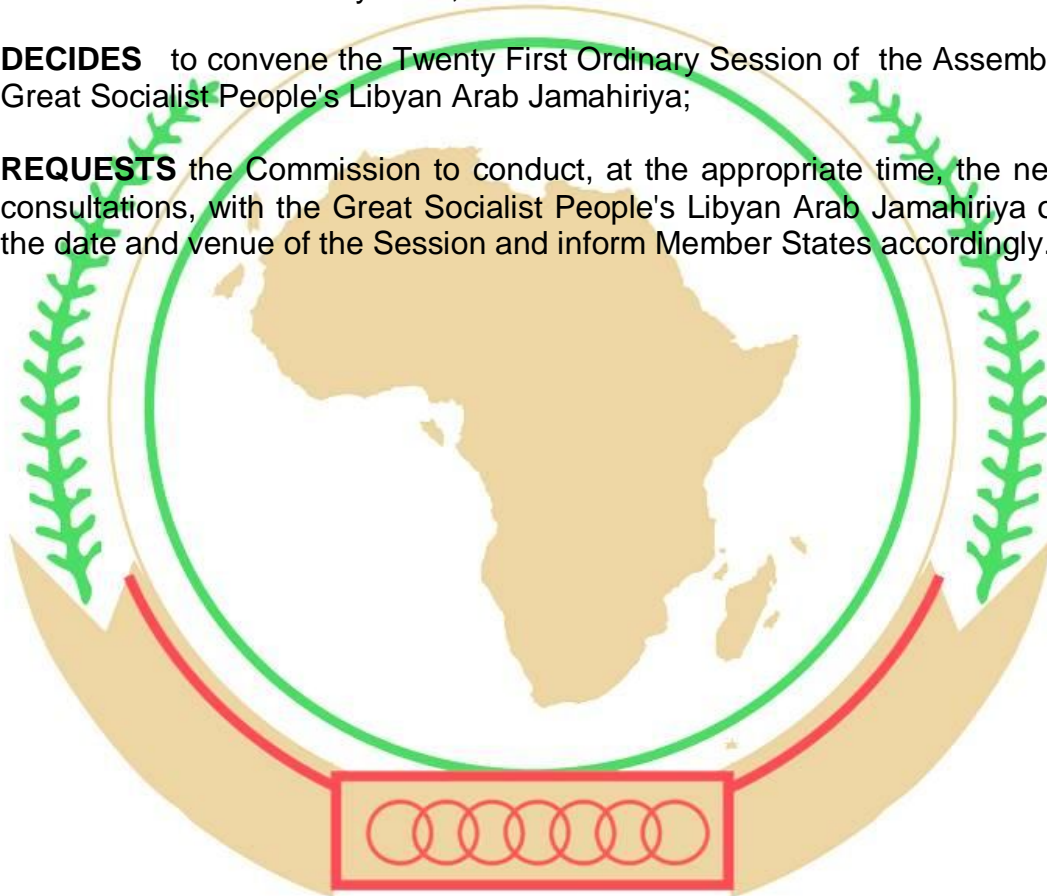 DECIDES to convene the Twenty First Ordinary Session of the Assemb
Great Socialist People's Libyan Arab Jamahiriya;
REQUESTS the Commission to conduct, at the appropriate time, the ne
consultations, with the Great Socialist People's Libyan Arab Jamahiriya
the date and venue of the Session and inform Member States accordingly.